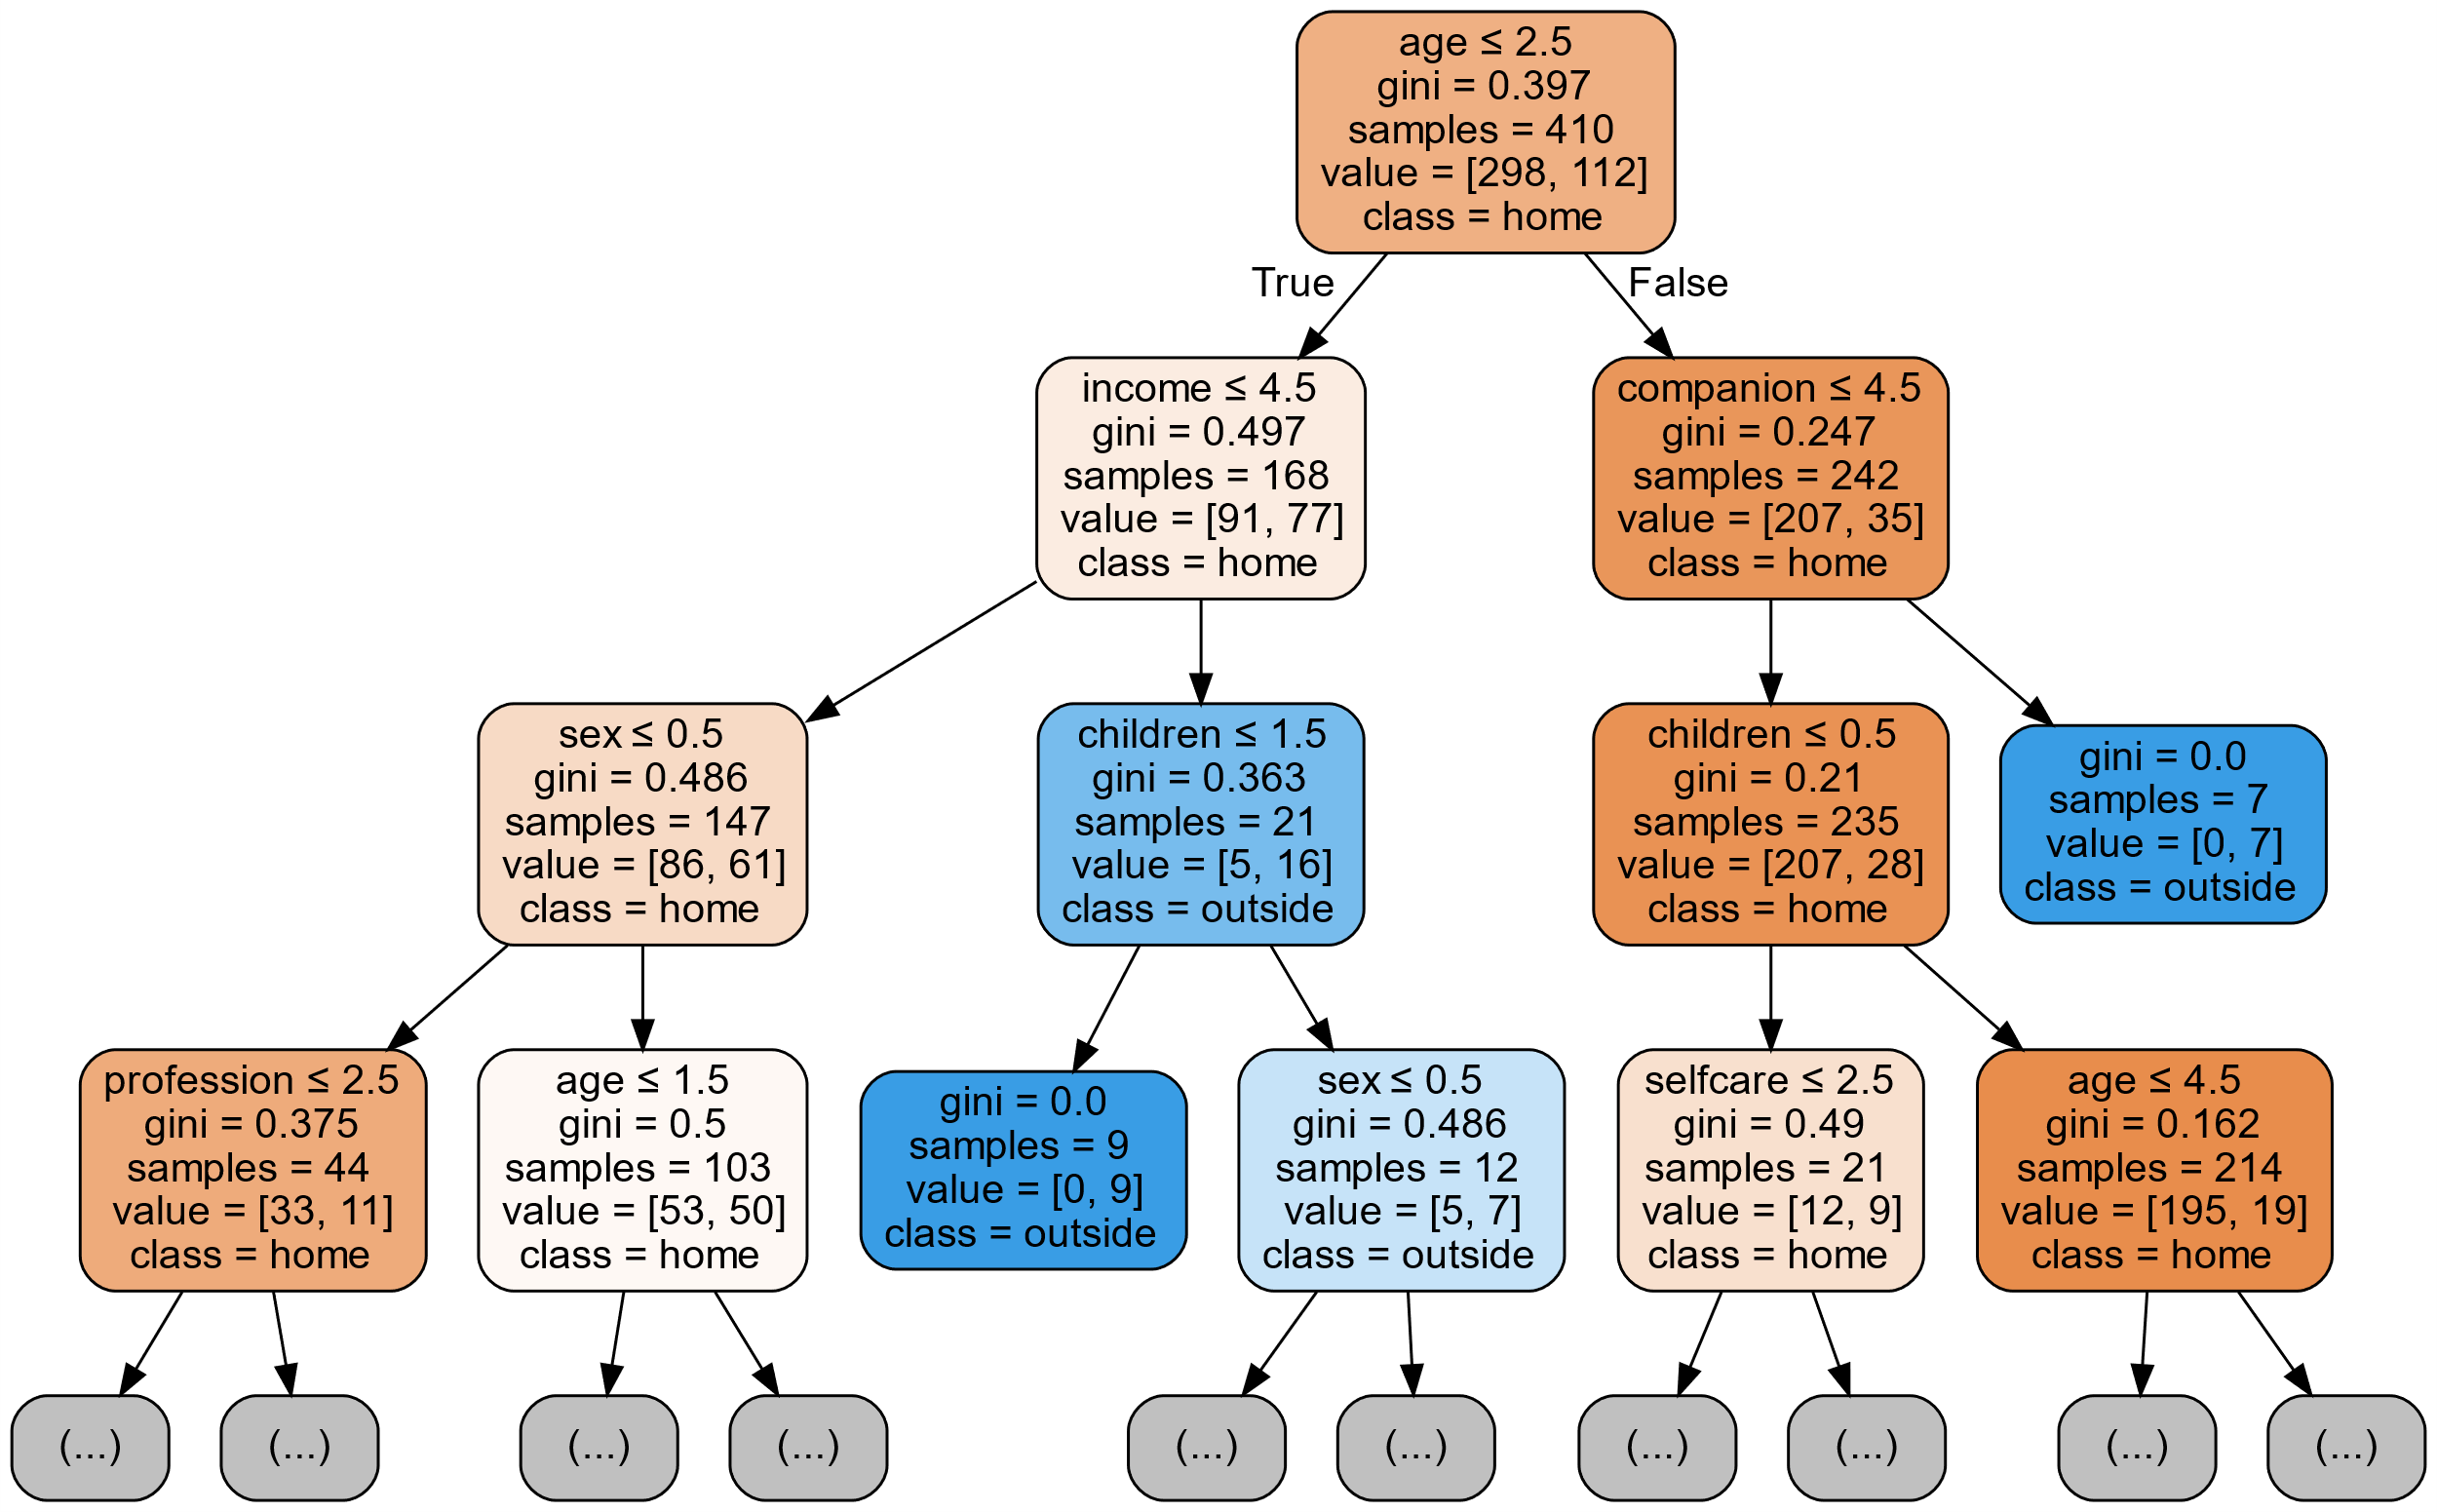 age ≤ 2.5
gini = 0.397
samples = 410
value = [298, 112]
class = home
True
False
income ≤ 4.5
gini = 0.497
samples = 168
value = [91, 77]
class = home
companion ≤ 4.5
gini = 0.247
samples = 242
value = [207, 35]
class = home
sex ≤ 0.5
gini = 0.486
samples = 147
value = [86, 61]
class = home
children ≤ 1.5
gini = 0.363
samples = 21
value = [5, 16]
class = outside
children ≤ 0.5
gini = 0.21
samples = 235
value = [207, 28]
class = home
gini = 0.0
samples = 7
value = [0, 7]
class = outside
profession ≤ 2.5
gini = 0.375
samples = 44
value = [33, 11]
class = home
age ≤ 1.5
gini = 0.5
samples = 103
value = [53, 50]
class = home
gini = 0.0
samples = 9
value = [0, 9]
class = outside
sex ≤ 0.5
gini = 0.486
samples = 12
value = [5, 7]
class = outside
selfcare ≤ 2.5
gini = 0.49
samples = 21
value = [12, 9]
class = home
age ≤ 4.5
gini = 0.162
samples = 214
value = [195, 19]
class = home
(...)
(...)
(...)
(...)
(...)
(...)
(...)
(...)
(...)
(...)